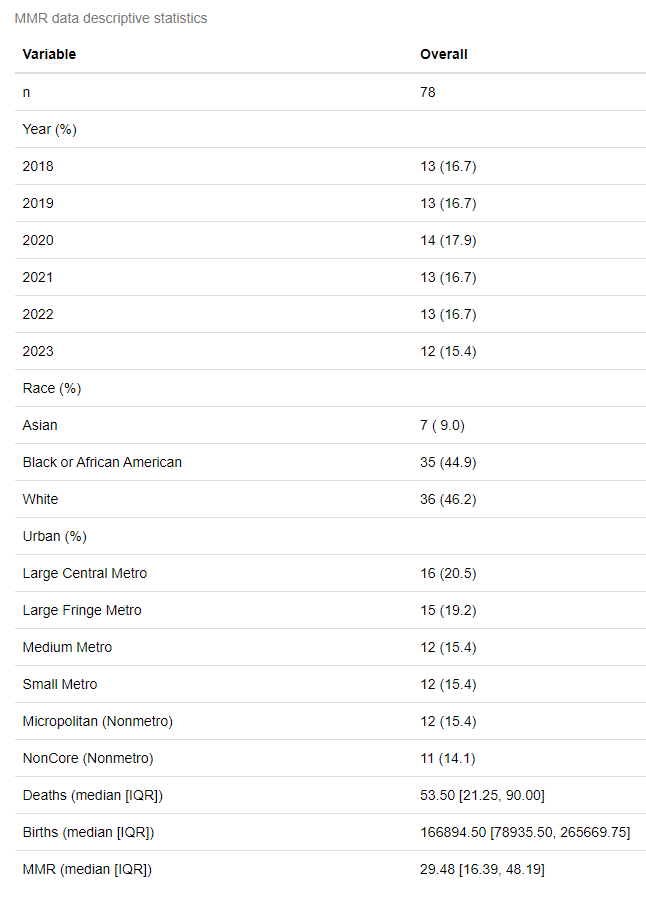 MMR data descriptive statistics
Variable Overall
n 78
Year (%)
2018 13 (16.7)
2019 13 (16.7)
2020 14 (17.9)
2021 13 (16.7)
2022 13 (16.7)
2023 12 (15.4)
Race (%)
Asian 7 ( 9.0)
Black or African American 35 (44.9)
White 36 (46.2)
Urban (%)
Large Central Metro 16 (20.5)
Large Fringe Metro 15 (19.2)
Medium Metro 12 (15.4)
Small Metro 12 (15.4)
Micropolitan (Nonmetro) 12 (15.4)
NonCore (Nonmetro) 11 (14.1)
Deaths (median [IQR]) 53.50 [21.25, 90.00]
Births (median [IQR]) 166894.50 [78935.50, 265669.75]
MMR (median [IQR]) 29.48 [16.39, 48.19]